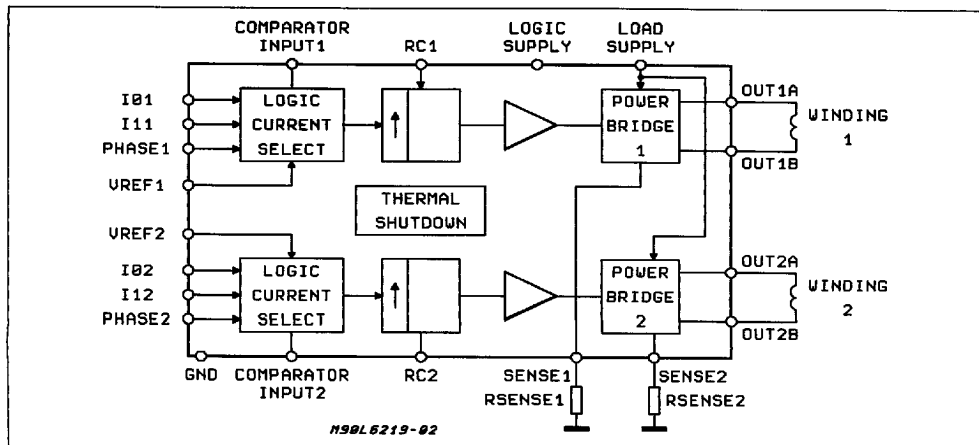 COMPARATOR INPUT1
RC1
LOGIC SUPPLY
LOAD SUPPLY
I01
I11
PHASE1
VREF1
LOGIC CURRENT SELECT
POWER BRIDGE 1
OUT1A
OUT1B
WINDING 1
THERMAL SHUTDOWN
VREF2
I02
I12
PHASE2
LOGIC CURRENT SELECT
POWER BRIDGE 2
OUT2A
OUT2B
WINDING 2
GND
COMPARATOR INPUT2
RC2
SENSE1
RSENSE1
SENSE2
RSENSE2
M90L6219-02